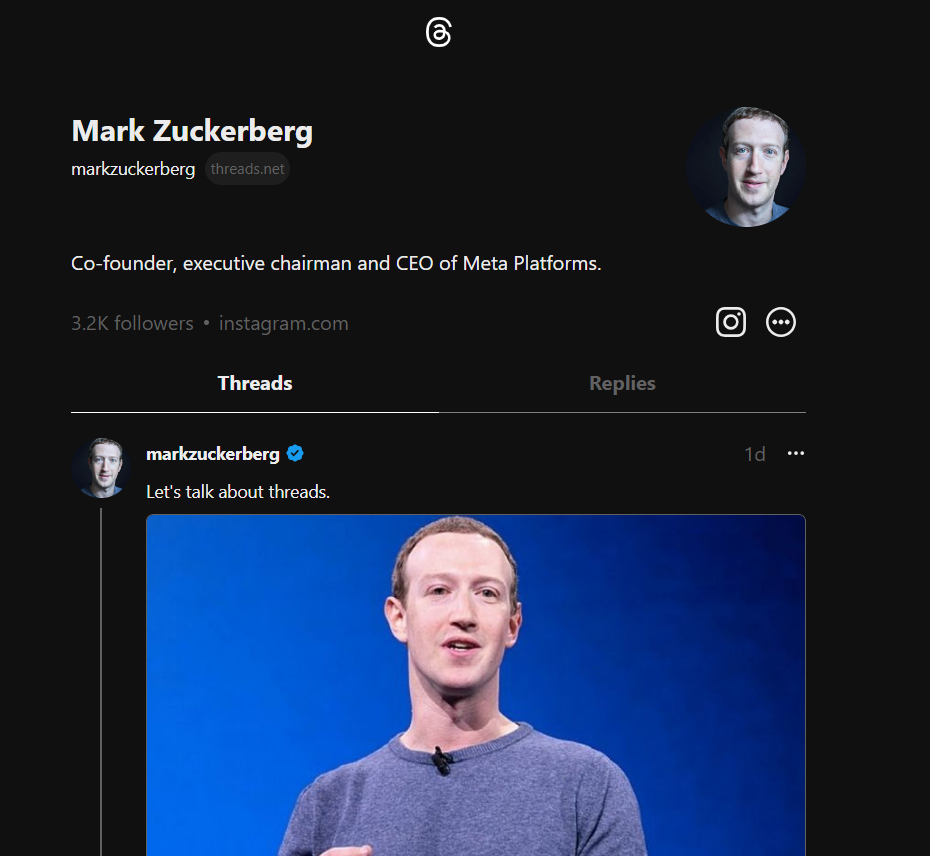 Mark Zuckerberg
markzuckerberg threads.net
Co-founder, executive chairman and CEO of Meta Platforms.
3.2K followers • instagram.com
Threads Replies
markzuckerberg 1d
Let's talk about threads.